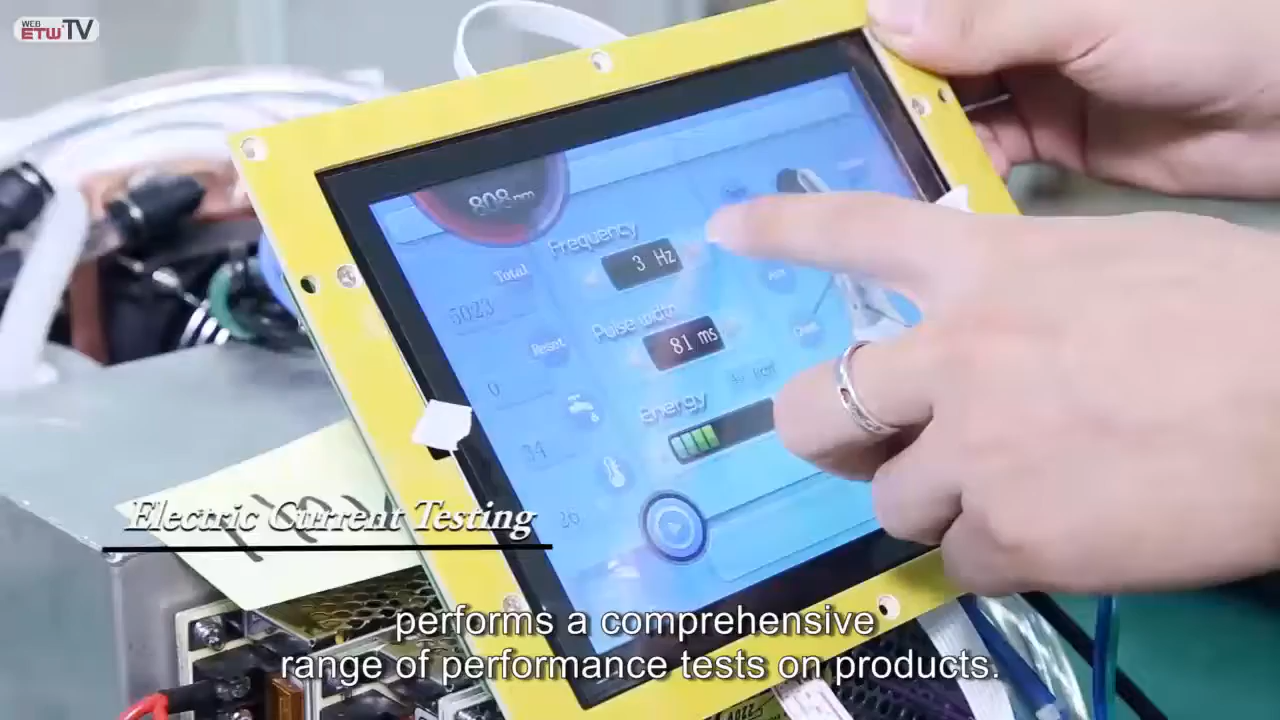 WEB
ETW TV
808nm
Frequency
3 Hz
Total
5023
Pulse width
81 ms
Reset
0
Energy
34
26
Electric Current Testing
performs a comprehensive
range of performance tests on products.